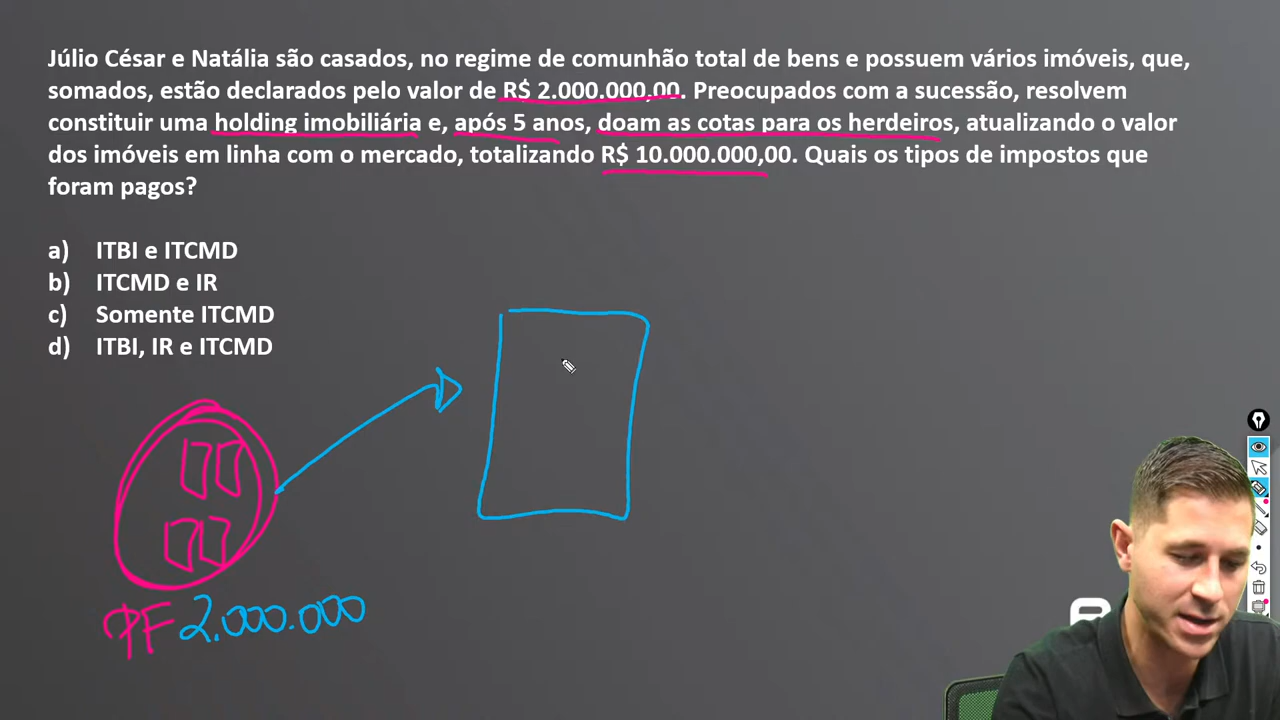 Júlio César e Natália são casados, no regime de comunhão total de bens e possuem vários imóveis, que,
somados, estão declarados pelo valor de R$ 2.000.000,00. Preocupados com a sucessão, resolvem
constituir uma holding imobiliária e, após 5 anos, doam as cotas para os herdeiros, atualizando o valor
dos imóveis em linha com o mercado, totalizando R$ 10.000.000,00. Quais os tipos de impostos que
foram pagos?
a) ITBI e ITCMD
b) ITCMD e IR
c) Somente ITCMD
d) ITBI, IR e ITCMD
PF 2.000.000